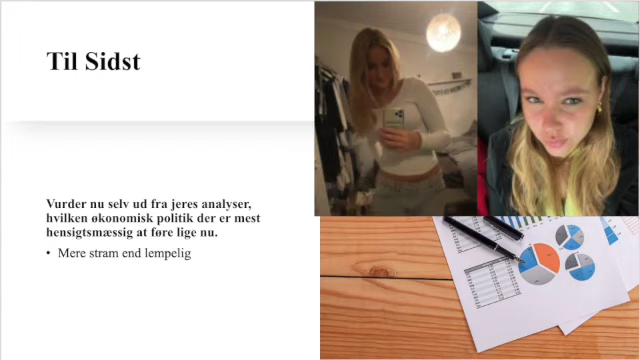 Til Sidst
Vurder nu selv ud fra jeres analyser,
hvilken økonomisk politik der er mest
hensigtsmæssig at føre lige nu.
• Mere stram end lempelig